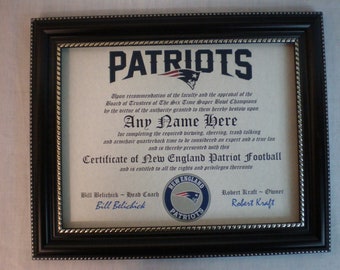 PATRIOTS
Upon recommendation of the faculty and the approval of the
Board of Trustees of The Six Time Super Bowl Champions
by the virtue of the authority granted to them hereby bestow upon
Any Name Here
for completing the required brewing, cheering, trash talking
and armchair quarterback time to be considered an expert and a true fan
and is hereby presented with this
Certificate of New England Patriot Football
and is entitled to all the rights and privileges thereunto
Bill Belichick ~ Head Coach
Bill Belichick
NEW ENGLAND
PATRIOTS
Robert Kraft ~ Owner
Robert Kraft